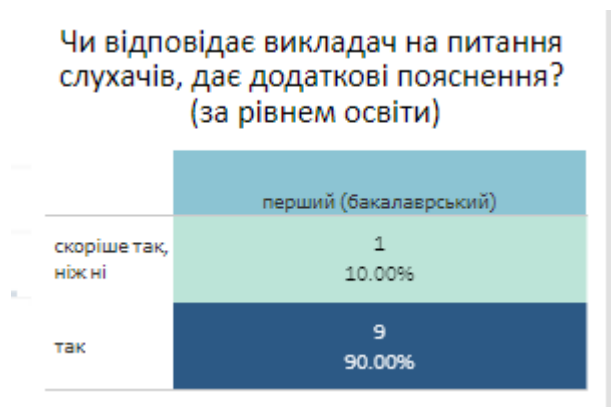 Чи відповідає викладач на питання
слухачів, дає додаткові пояснення?
(за рівнем освіти)
перший (бакалаврський)
скоріше так,
ніж ні
1
10.00%
так
9
90.00%